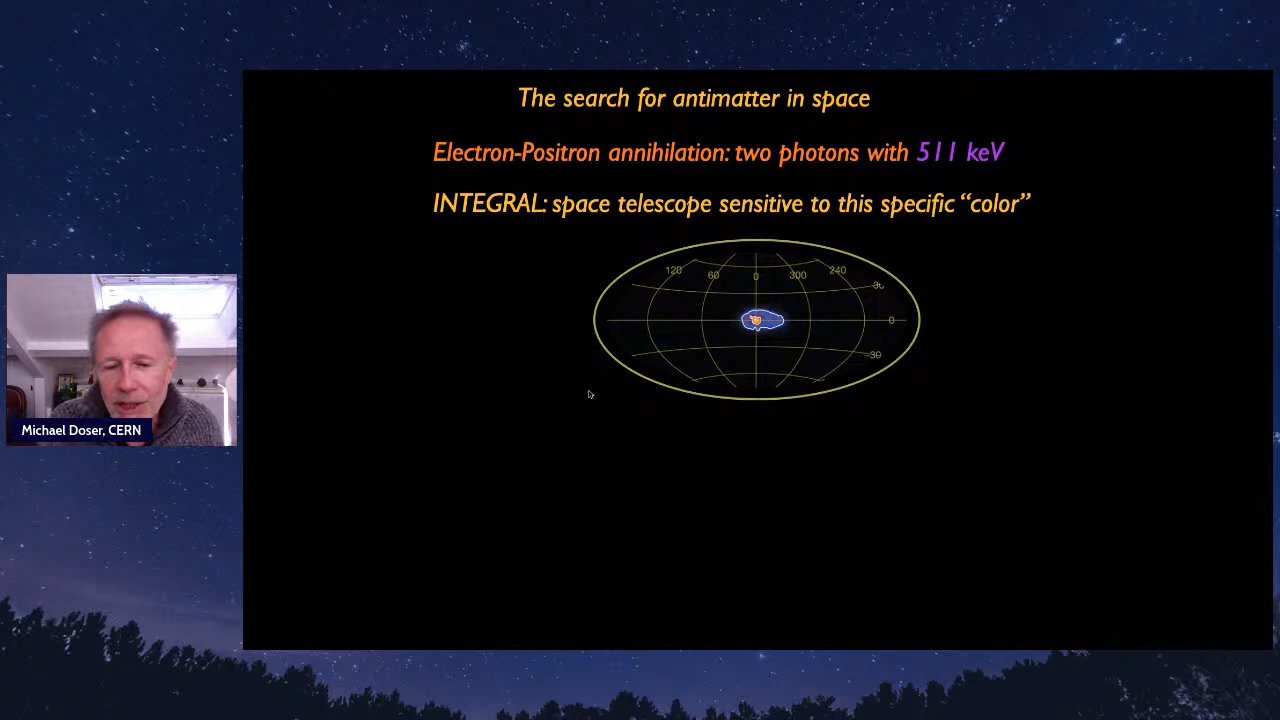 The search for antimatter in space
Electron-Positron annihilation: two photons with 511 keV
INTEGRAL: space telescope sensitive to this specific “color”
120 60 0 300 240
30
0
-30
Michael Doser, CERN